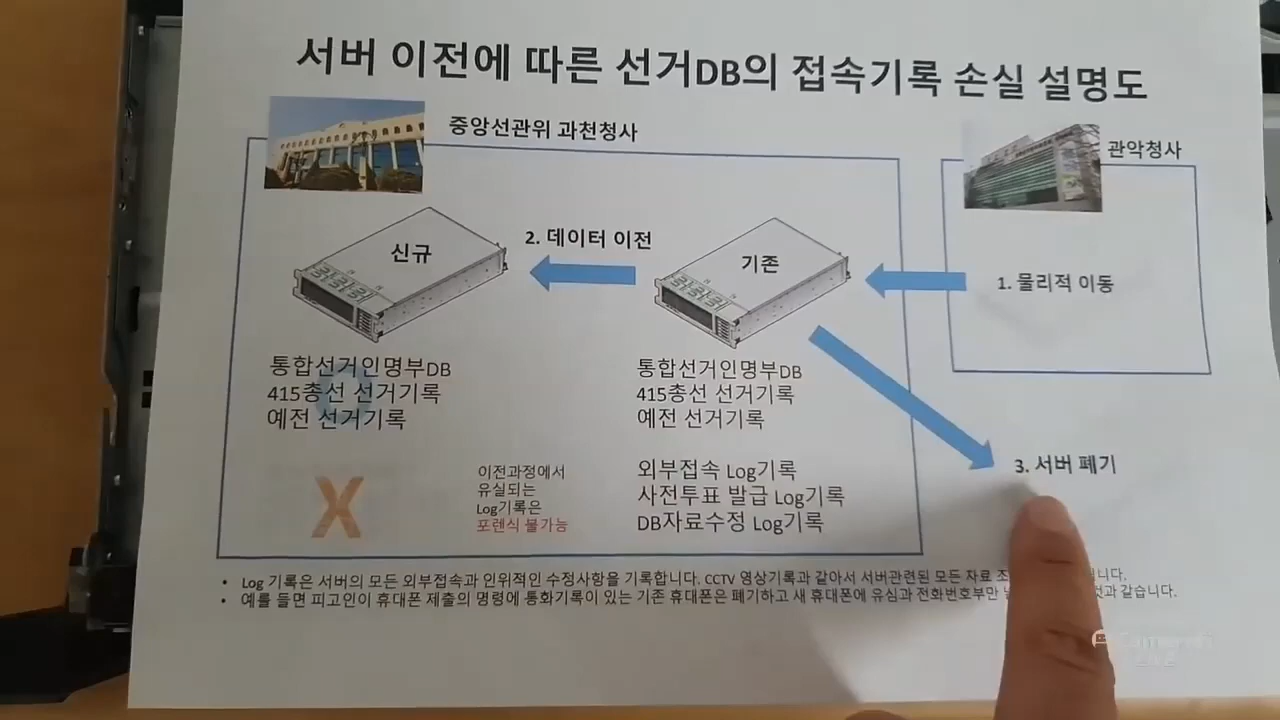 서버 이전에 따른 선거DB의 접속기록 손실 설명도
중앙선관위 과천청사
관악청사
신규
2. 데이터 이전
기존
1. 물리적 이동
통합선거인명부DB
415총선 선거기록
예전 선거기록
통합선거인명부DB
415총선 선거기록
예전 선거기록
3. 서버 폐기
X
이전과정에서
유실되는
Log기록은
포렌식 불가능
외부접속 Log기록
사전투표 발급 Log기록
DB자료수정 Log기록
• Log 기록은 서버의 모든 외부접속과 인위적인 수정사항을 기록합니다. CCTV 영상기록과 같아서 서버관련된 모든 자료
• 예를 들면 피고인이 휴대폰 제출의 명령에 통화기록이 있는 기존 휴대폰은 폐기하고 새 휴대폰에 유심과 전화번호부만 같습니다.